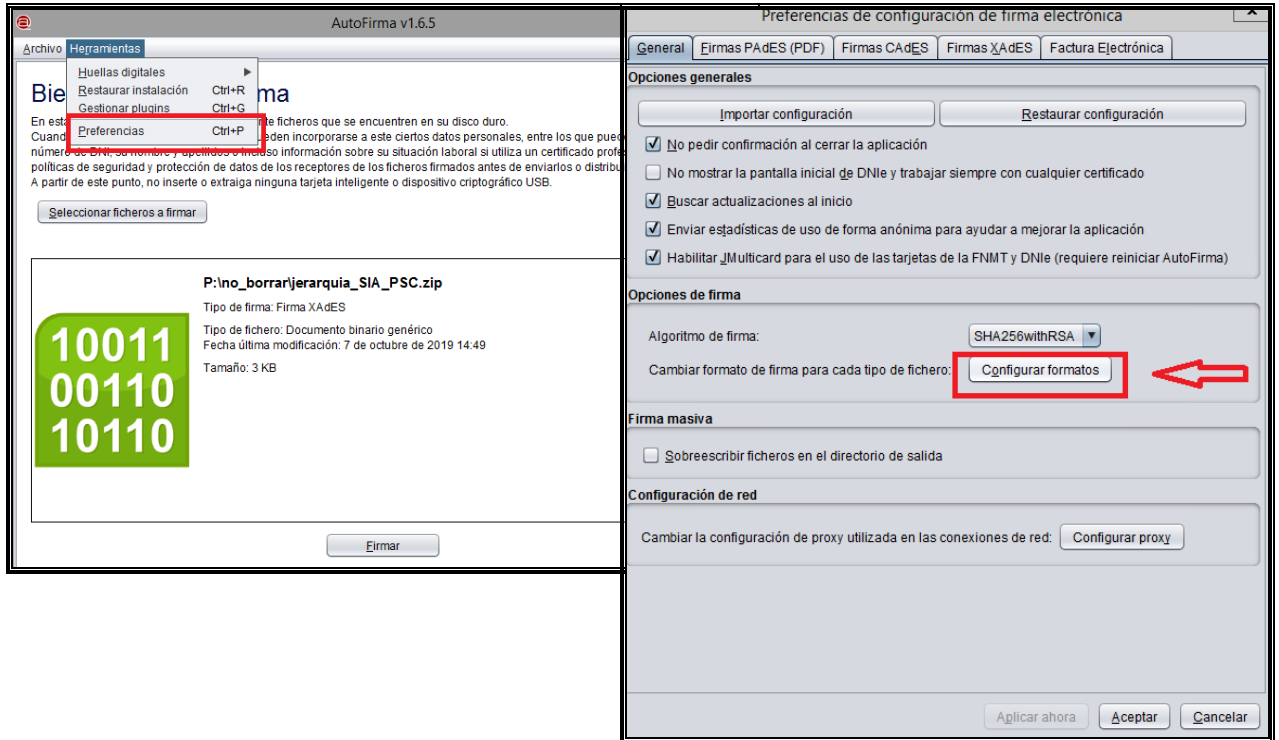 AutoFirma v1.6.5
Archivo Herramientas
Huellas digitales
Restaurar instalación Ctrl+R
Gestionar plugins Ctrl+G
Preferencias Ctrl+P
Bie ma
En est te ficheros que se encuentren en su disco duro.
Cuand eden incorporarse a este ciertos datos personales, entre los que pued
número de DNI, su nombre y apellidos o incluso información sobre su situación laboral si utiliza un certificado profe
políticas de seguridad y protección de datos de los receptores de los ficheros firmados antes de enviarlos o distribu
A partir de este punto, no inserte o extraiga ninguna tarjeta inteligente o dispositivo criptográfico USB.
Seleccionar ficheros a firmar
P:\no_borrar\jerarquia_SIA_PSC.zip
Tipo de firma: Firma XAdES
Tipo de fichero: Documento binario genérico
Fecha última modificación: 7 de octubre de 2019 14:49
Tamaño: 3 KB
10011
00110
10110
Firmar
Preferencias de configuración de firma electrónica
General Firmas PAdES (PDF) Firmas CAdES Firmas XAdES Factura Electrónica
Opciones generales
Importar configuración Restaurar configuración
No pedir confirmación al cerrar la aplicación
No mostrar la pantalla inicial de DNIe y trabajar siempre con cualquier certificado
Buscar actualizaciones al inicio
Enviar estadísticas de uso de forma anónima para ayudar a mejorar la aplicación
Habilitar JMulticard para el uso de las tarjetas de la FNMT y DNIe (requiere reiniciar AutoFirma)
Opciones de firma
Algoritmo de firma: SHA256withRSA
Cambiar formato de firma para cada tipo de fichero: Configurar formatos
Firma masiva
Sobreescribir ficheros en el directorio de salida
Configuración de red
Cambiar la configuración de proxy utilizada en las conexiones de red: Configurar proxy
Aplicar ahora Aceptar Cancelar